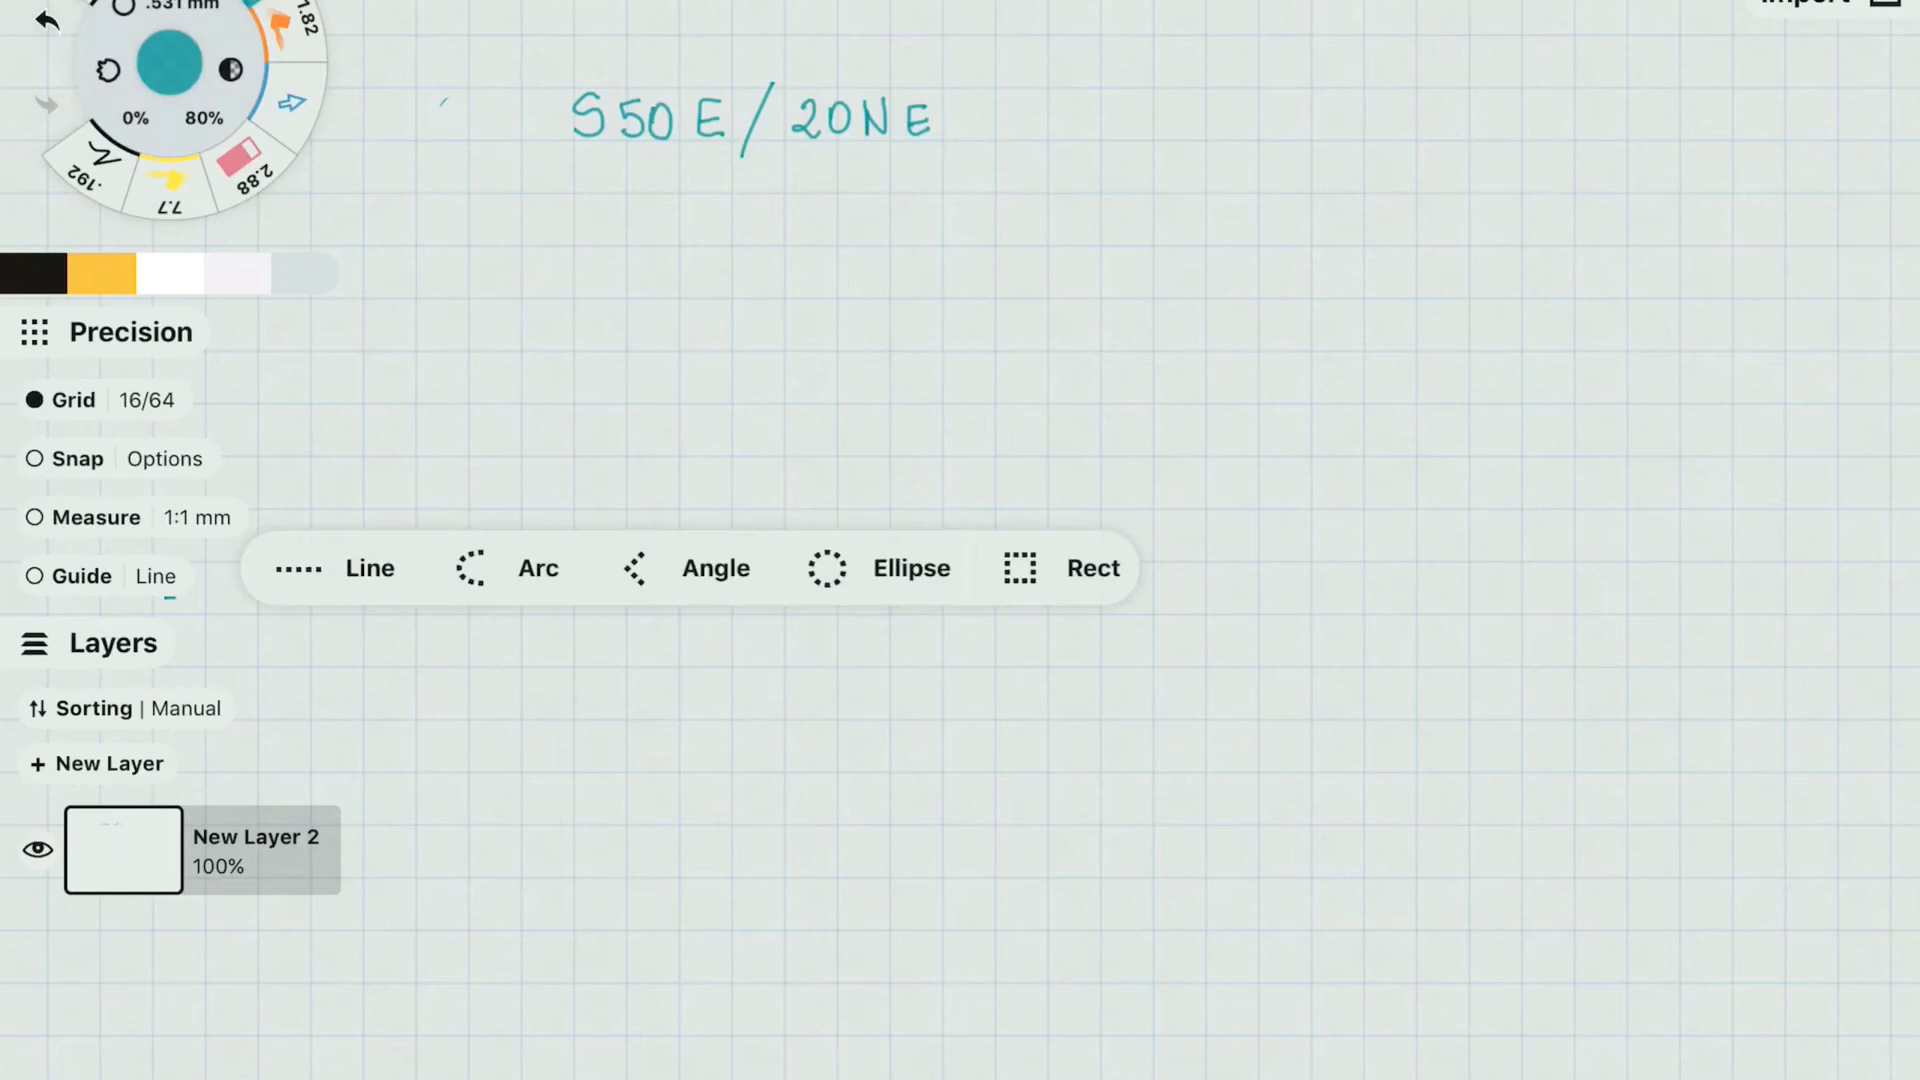 .531 mm
1.82
Import
0% 80%
.192
7.7
2.88
S50E/20NE
Precision
Grid 16/64
Snap Options
Measure 1:1 mm
Guide Line
Line Arc Angle Ellipse Rect
Layers
Sorting | Manual
+ New Layer
New Layer 2
100%